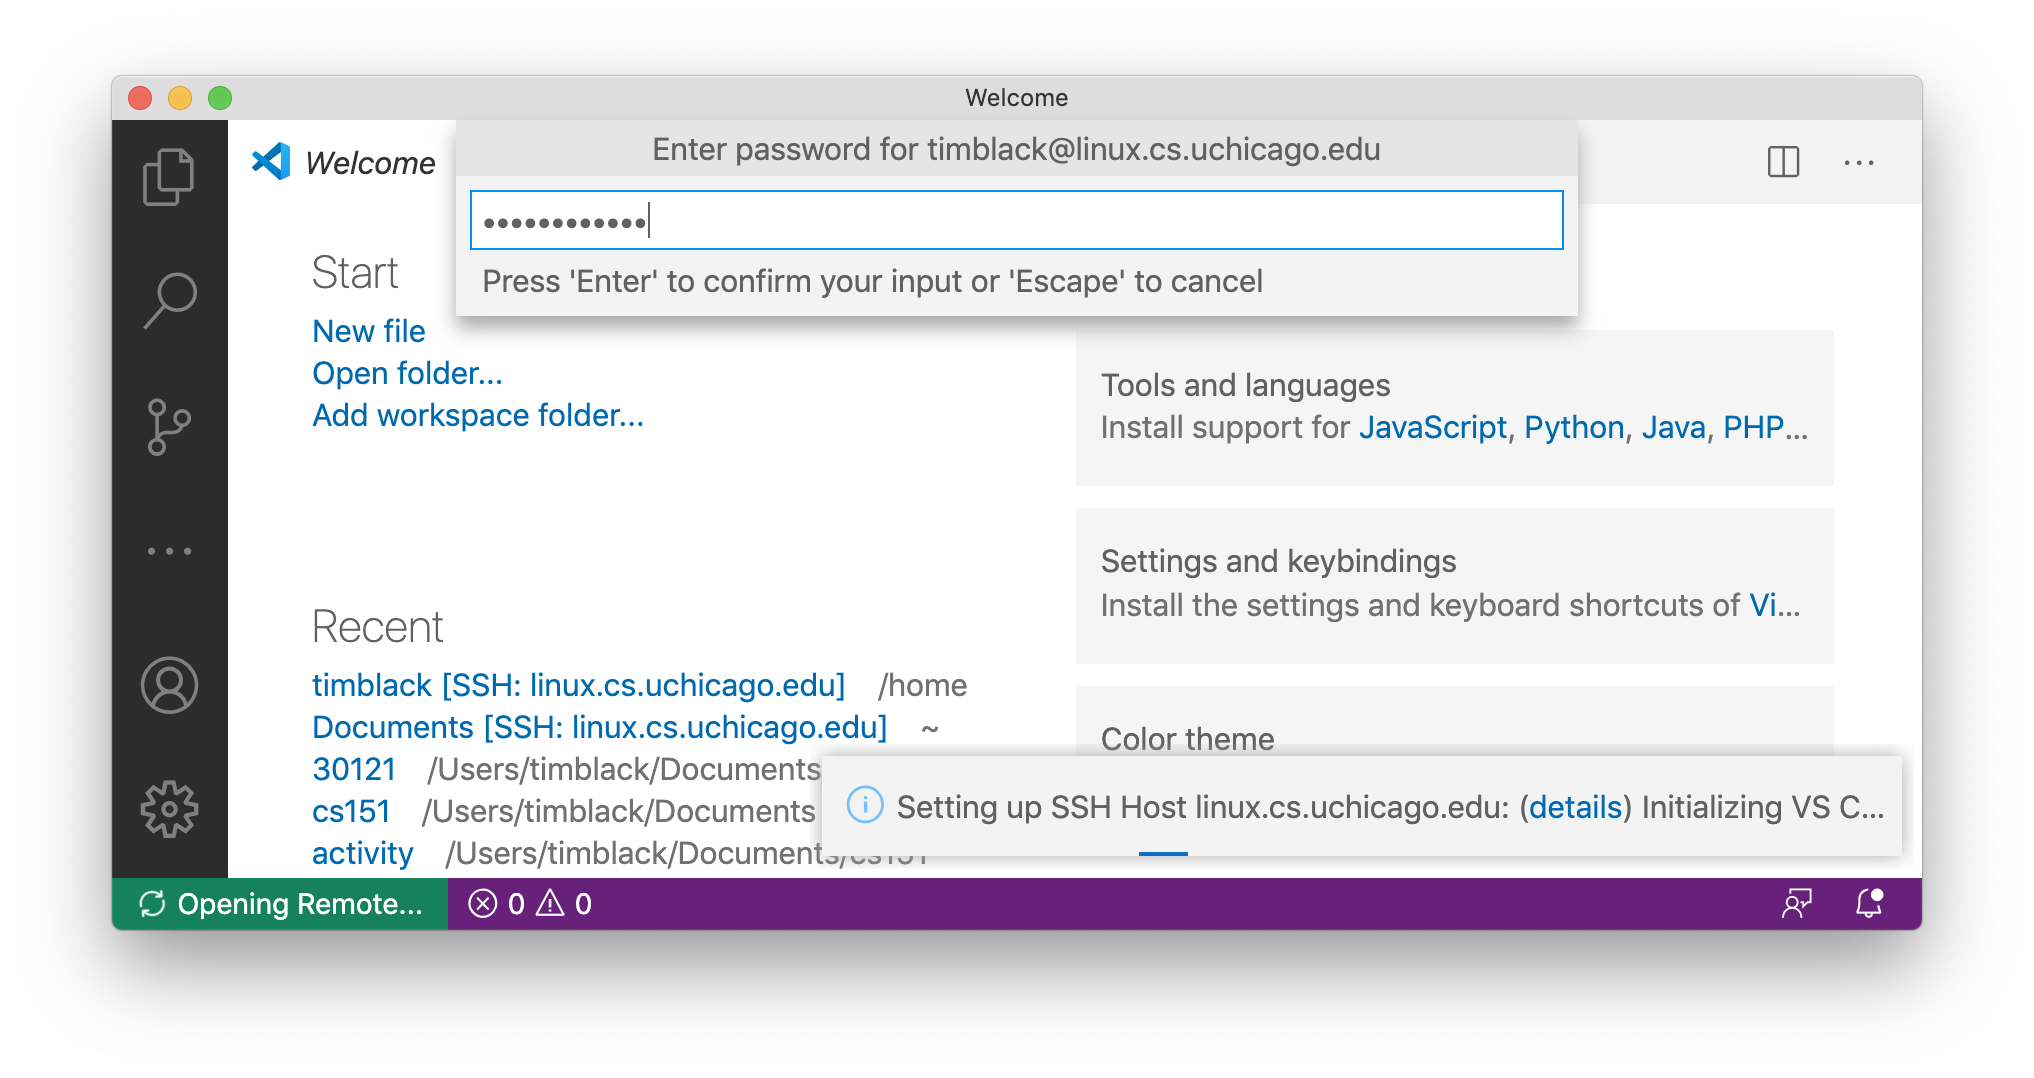 Welcome
Welcome
Enter password for timblack@linux.cs.uchicago.edu
••••••••••••
Press 'Enter' to confirm your input or 'Escape' to cancel
Start
New file
Open folder...
Add workspace folder...
Recent
timblack [SSH: linux.cs.uchicago.edu] /home
Documents [SSH: linux.cs.uchicago.edu] ~
30121 /Users/timblack/Documents
cs151 /Users/timblack/Documents
activity /Users/timblack/Documents/cs151
Tools and languages
Install support for JavaScript, Python, Java, PHP...
Settings and keybindings
Install the settings and keyboard shortcuts of Vi...
Color theme
Setting up SSH Host linux.cs.uchicago.edu: (details) Initializing VS C...
Opening Remote... 0 0